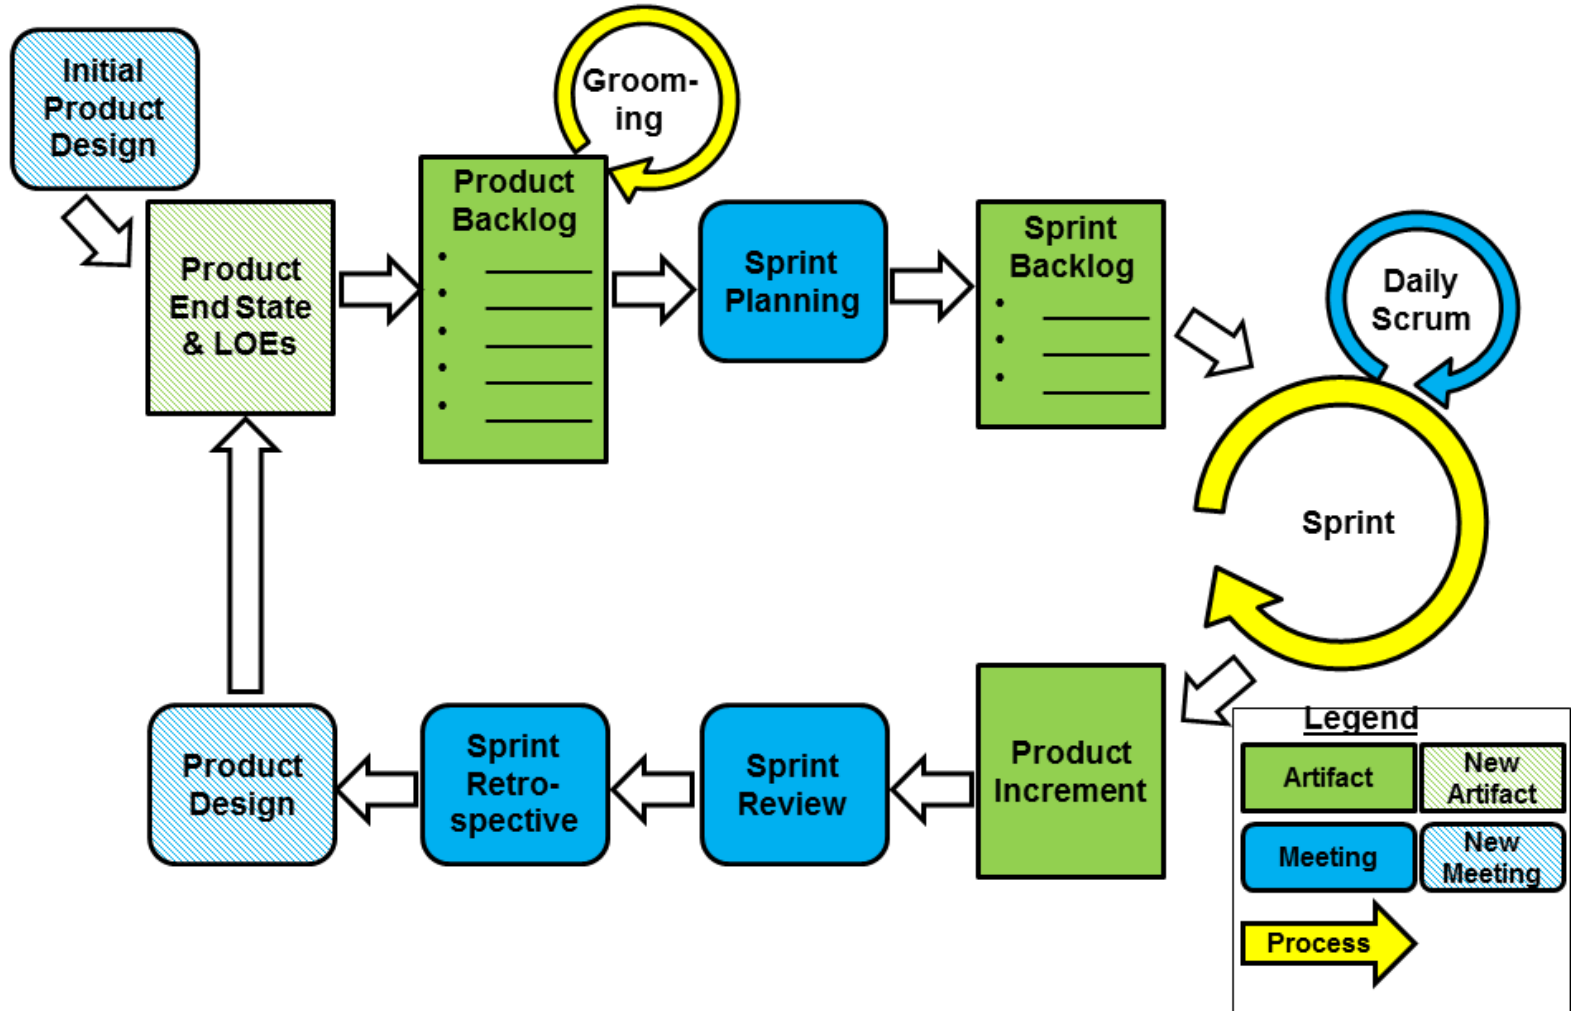 Initial
Product
Design
Groom-
ing
Product
Backlog
Product
End State
& LOEs
Sprint
Planning
Sprint
Backlog
Daily
Scrum
Sprint
Product
Design
Sprint
Retro-
spective
Sprint
Review
Product
Increment
Legend
Artifact
New
Artifact
Meeting
New
Meeting
Process